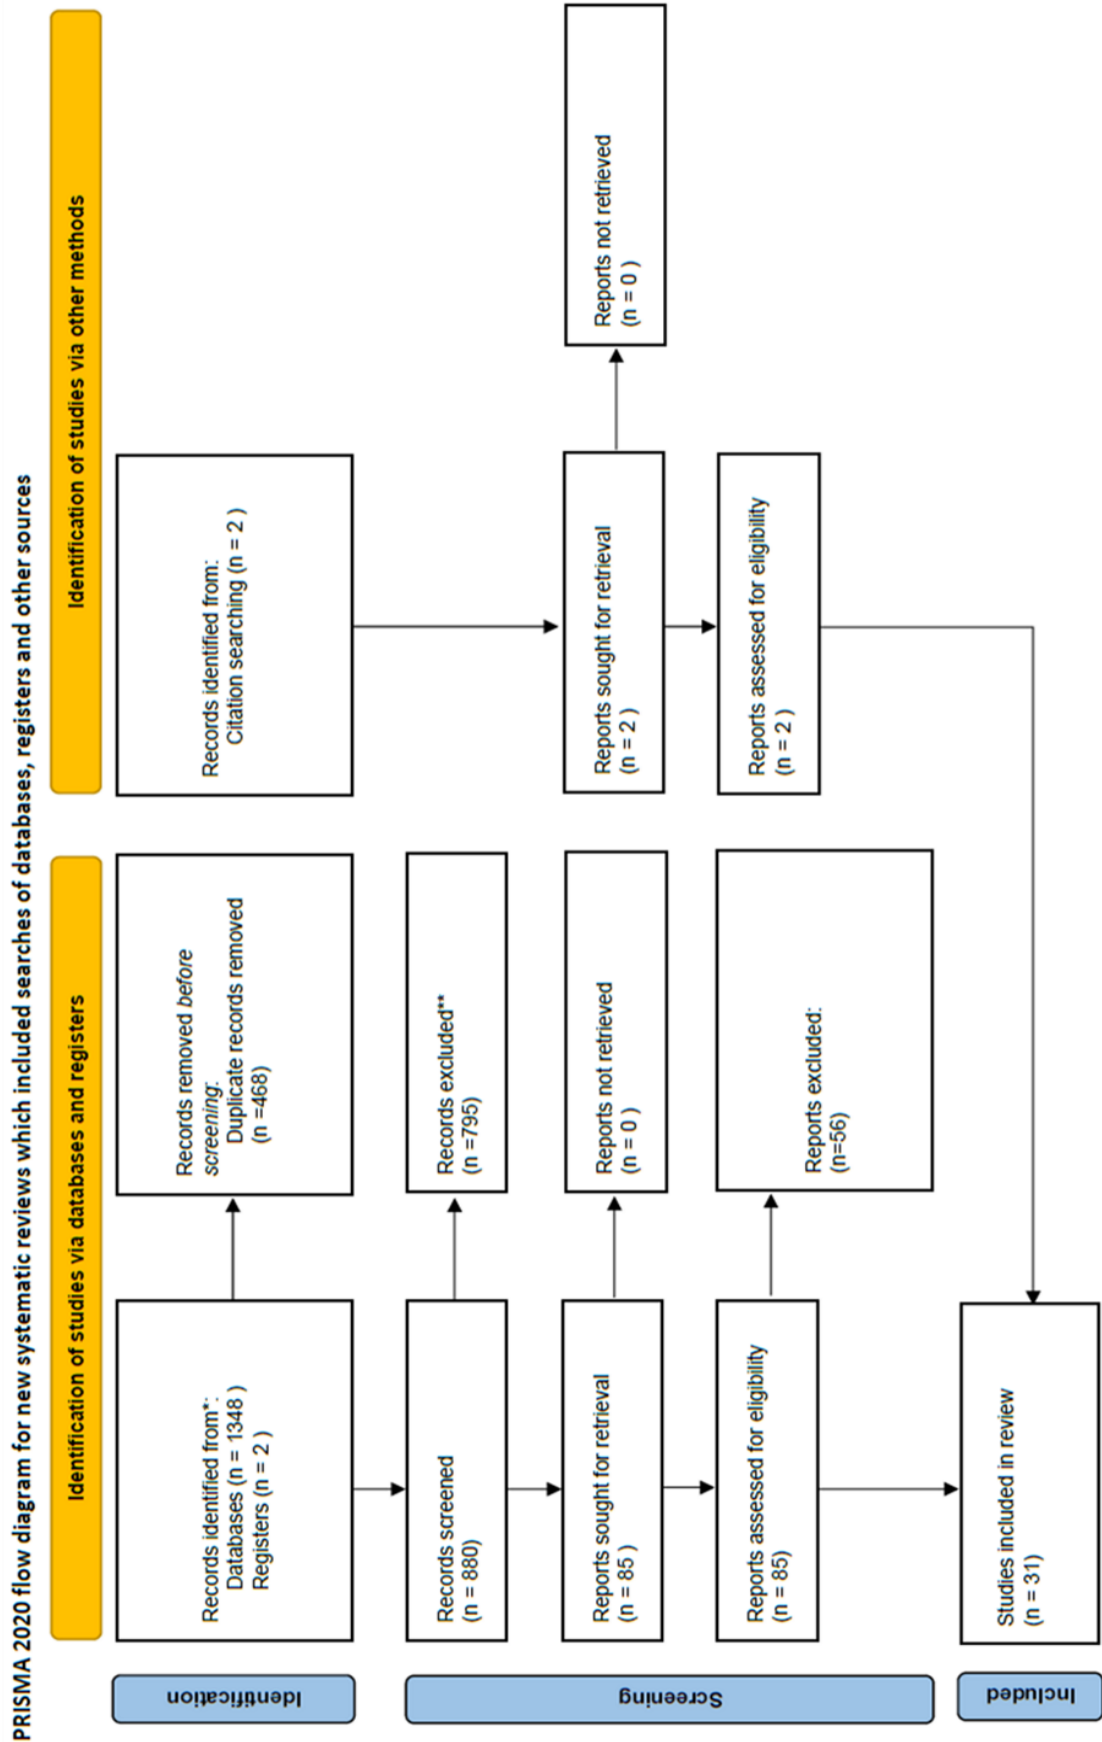 PRISMA 2020 flow diagram for new systematic reviews which included searches of databases, registers and other sources
Identification of studies via databases and registers
Identification of studies via other methods
Identification
Records identified from*:
Databases (n = 1348 )
Registers (n = 2 )
Records removed before
screening:
Duplicate records removed
(n =468)
Records identified from:
Citation searching (n = 2 )
Screening
Records screened
(n = 880)
Records excluded**
(n =795)
Reports sought for retrieval
(n = 85 )
Reports not retrieved
(n = 0 )
Reports sought for retrieval
(n = 2 )
Reports not retrieved
(n = 0 )
Reports assessed for eligibility
(n = 85)
Reports excluded:
(n=56)
Reports assessed for eligibility
(n = 2 )
Included
Studies included in review
(n = 31)